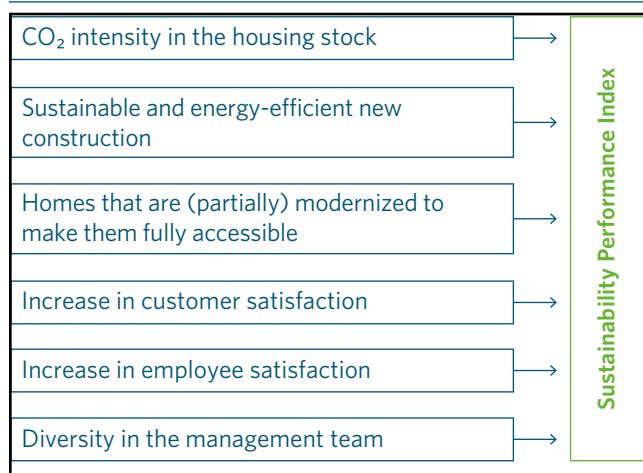 CO₂ intensity in the housing stock
Sustainable and energy-efficient new
construction
Homes that are (partially) modernized to
make them fully accessible
Increase in customer satisfaction
Increase in employee satisfaction
Diversity in the management team
Sustainability Performance Index